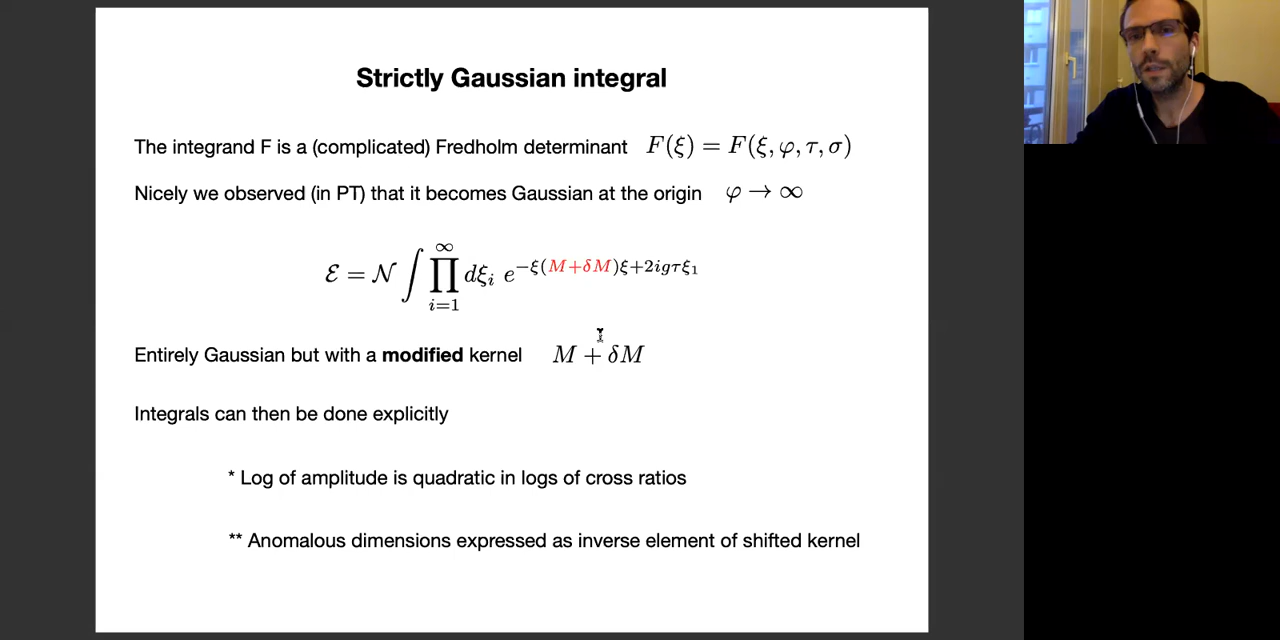 Strictly Gaussian integral
The integrand F is a (complicated) Fredholm determinant F(ξ) = F(ξ, φ, τ, σ)
Nicely we observed (in PT) that it becomes Gaussian at the origin φ → ∞
ℰ = 𝒩 ∫ ∏_{i=1}^{∞} dξ_i e^{−ξ(M+δM)ξ+2igτξ_1}
Entirely Gaussian but with a modified kernel M + δM
Integrals can then be done explicitly
* Log of amplitude is quadratic in logs of cross ratios
** Anomalous dimensions expressed as inverse element of shifted kernel